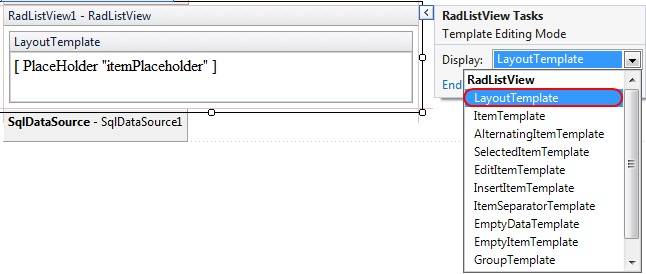 RadListView1 - RadListView
LayoutTemplate
[ PlaceHolder "itemPlaceholder" ]
SqlDataSource - SqlDataSource1
RadListView Tasks
Template Editing Mode
Display: LayoutTemplate
End
RadListView
LayoutTemplate
ItemTemplate
AlternatingItemTemplate
SelectedItemTemplate
EditItemTemplate
InsertItemTemplate
ItemSeparatorTemplate
EmptyDataTemplate
EmptyItemTemplate
GroupTemplate